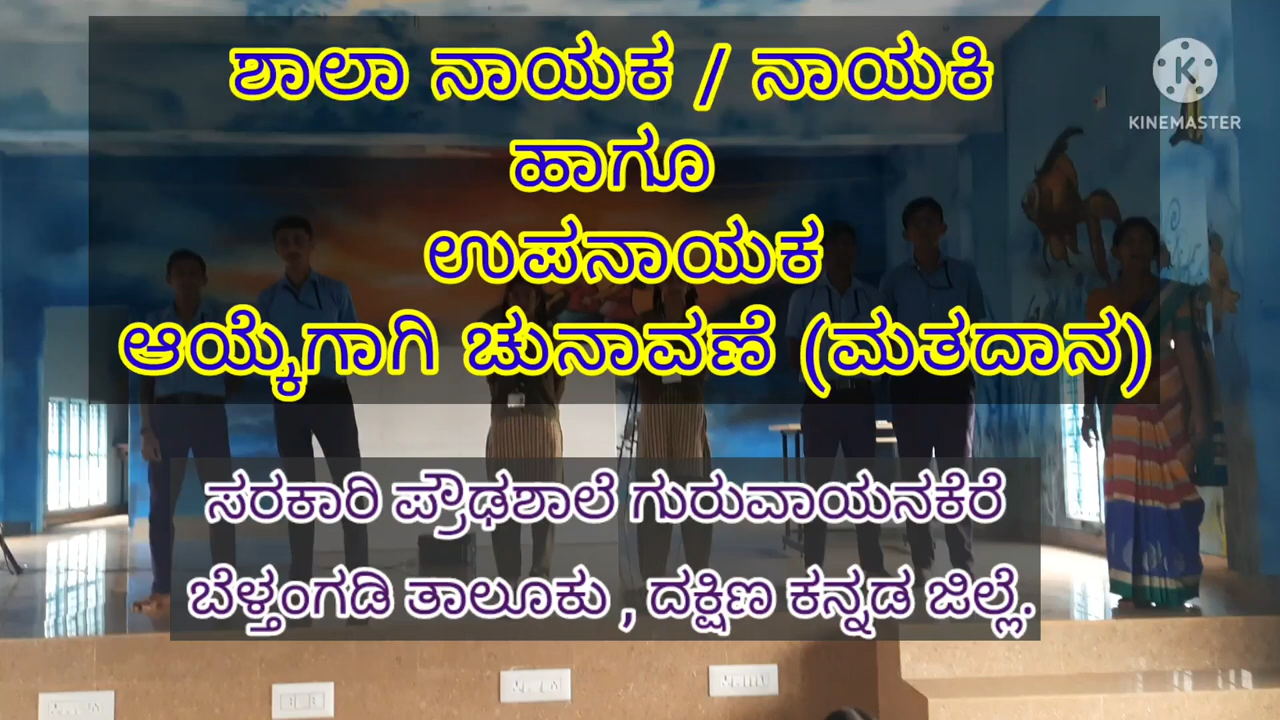 ಶಾಲಾ ನಾಯಕ / ನಾಯಕಿ
ಹಾಗೂ
ಉಪನಾಯಕ
ಆಯ್ಕೆಗಾಗಿ ಚುನಾವಣೆ (ಮತದಾನ)
ಸರಕಾರಿ ಪ್ರೌಢಶಾಲೆ ಗುರುವಾಯನಕೆರೆ
ಬೆಳ್ತಂಗಡಿ ತಾಲೂಕು , ದಕ್ಷಿಣ ಕನ್ನಡ ಜಿಲ್ಲೆ.
K
KINEMASTER